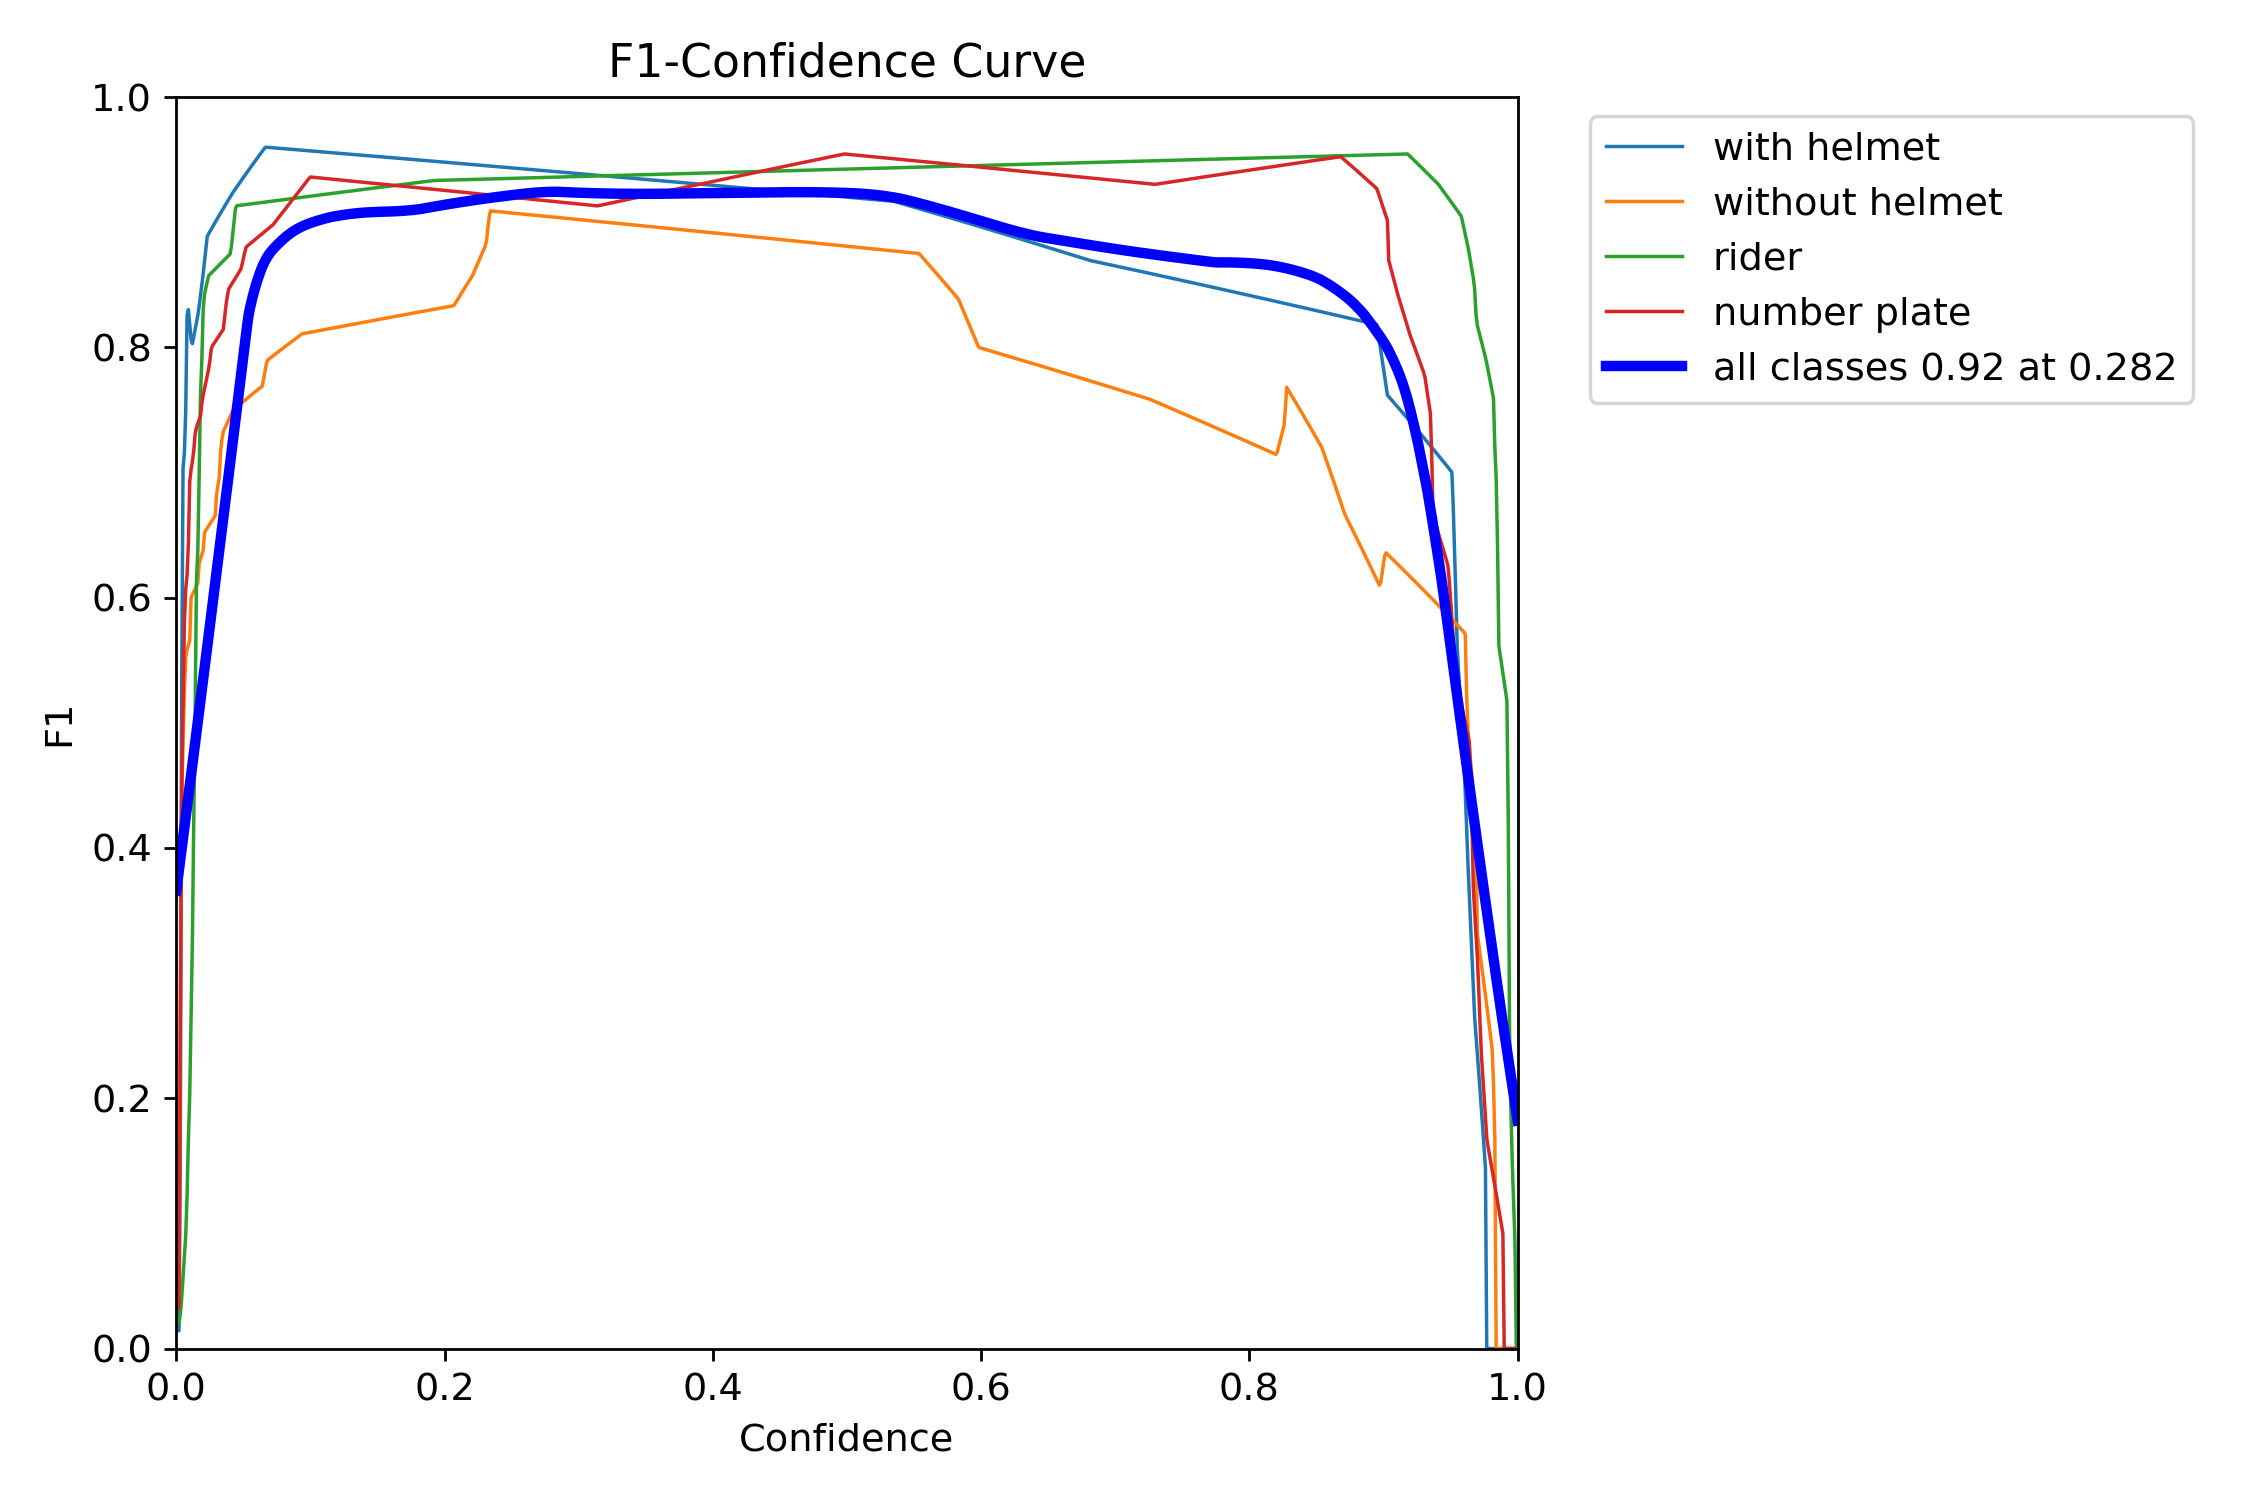 F1-Confidence Curve
1.0
0.8
0.6
0.4
0.2
0.0
F1
0.0 0.2 0.4 0.6 0.8 1.0
Confidence
with helmet
without helmet
rider
number plate
all classes 0.92 at 0.282